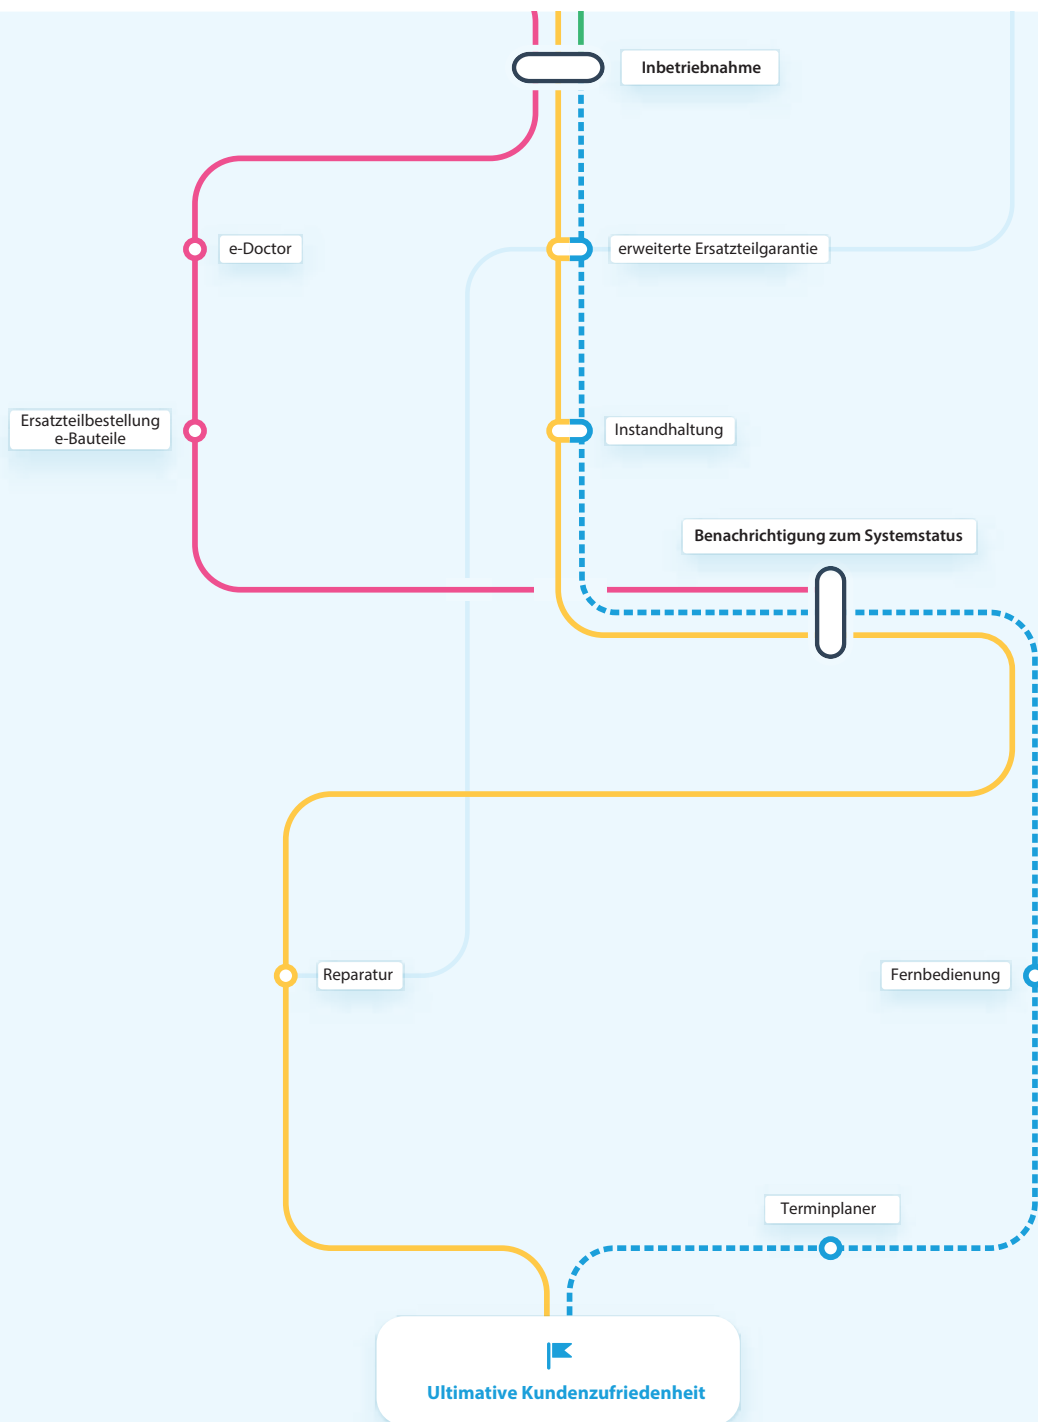 Inbetriebnahme
e-Doctor
erweiterte Ersatzteilgarantie
Ersatzteilbestellung
e-Bauteile
Instandhaltung
Benachrichtigung zum Systemstatus
Reparatur
Fernbedienung
Terminplaner
Ultimative Kundenzufriedenheit